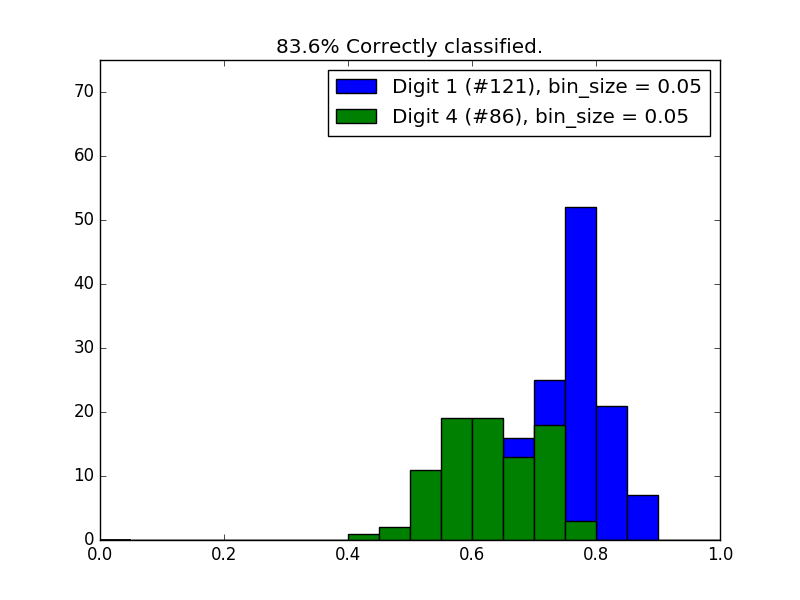 83.6% Correctly classified.
Digit 1 (#121), bin_size = 0.05
Digit 4 (#86), bin_size = 0.05
70
60
50
40
30
20
10
0
0.0 0.2 0.4 0.6 0.8 1.0